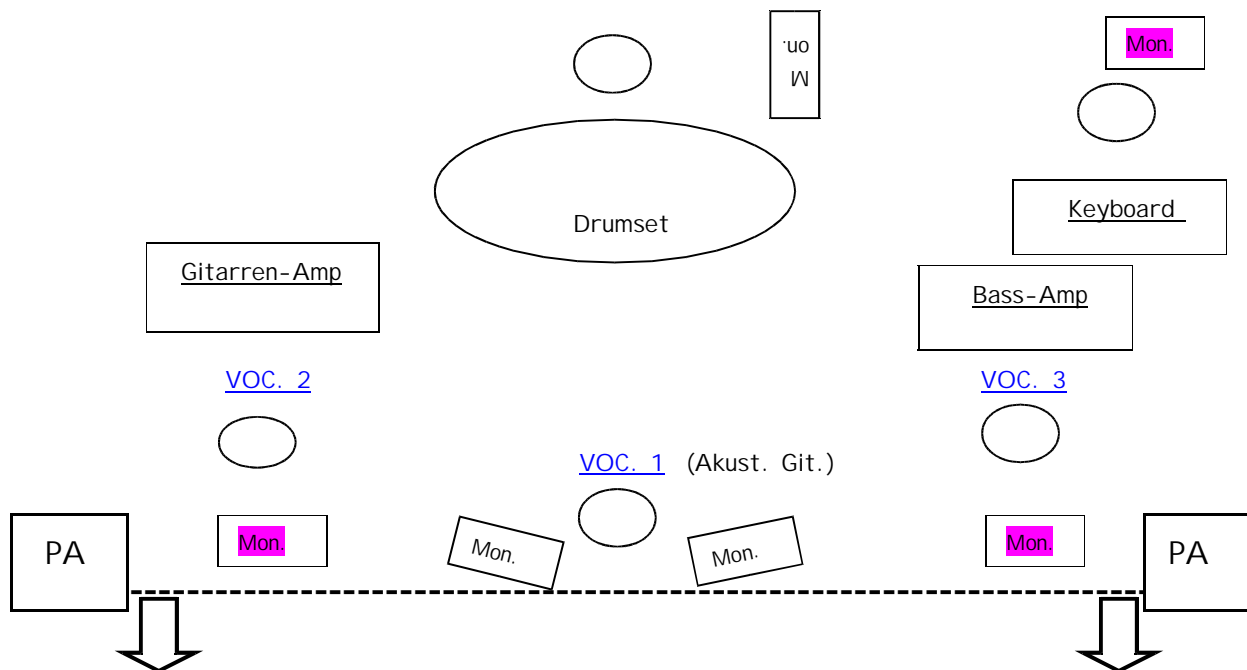 M
on.
Mon.
Drumset
Keyboard
Gitarren-Amp
Bass-Amp
VOC. 2
VOC. 3
VOC. 1 (Akust. Git.)
PA
Mon.
Mon.
Mon.
Mon.
PA